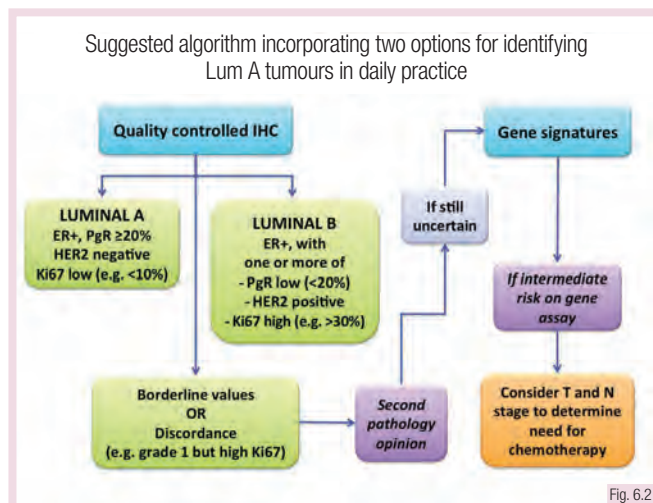 Suggested algorithm incorporating two options for identifying
Lum A tumours in daily practice
Quality controlled IHC
LUMINAL A
ER+, PgR ≥20%
HER2 negative
Ki67 low (e.g. <10%)
LUMINAL B
ER+, with
one or more of
- PgR low (<20%)
- HER2 positive
- Ki67 high (e.g. >30%)
Borderline values
OR
Discordance
(e.g. grade 1 but high Ki67)
Second
pathology
opinion
If still
uncertain
Gene signatures
If intermediate
risk on gene
assay
Consider T and N
stage to determine
need for
chemotherapy
Fig. 6.2